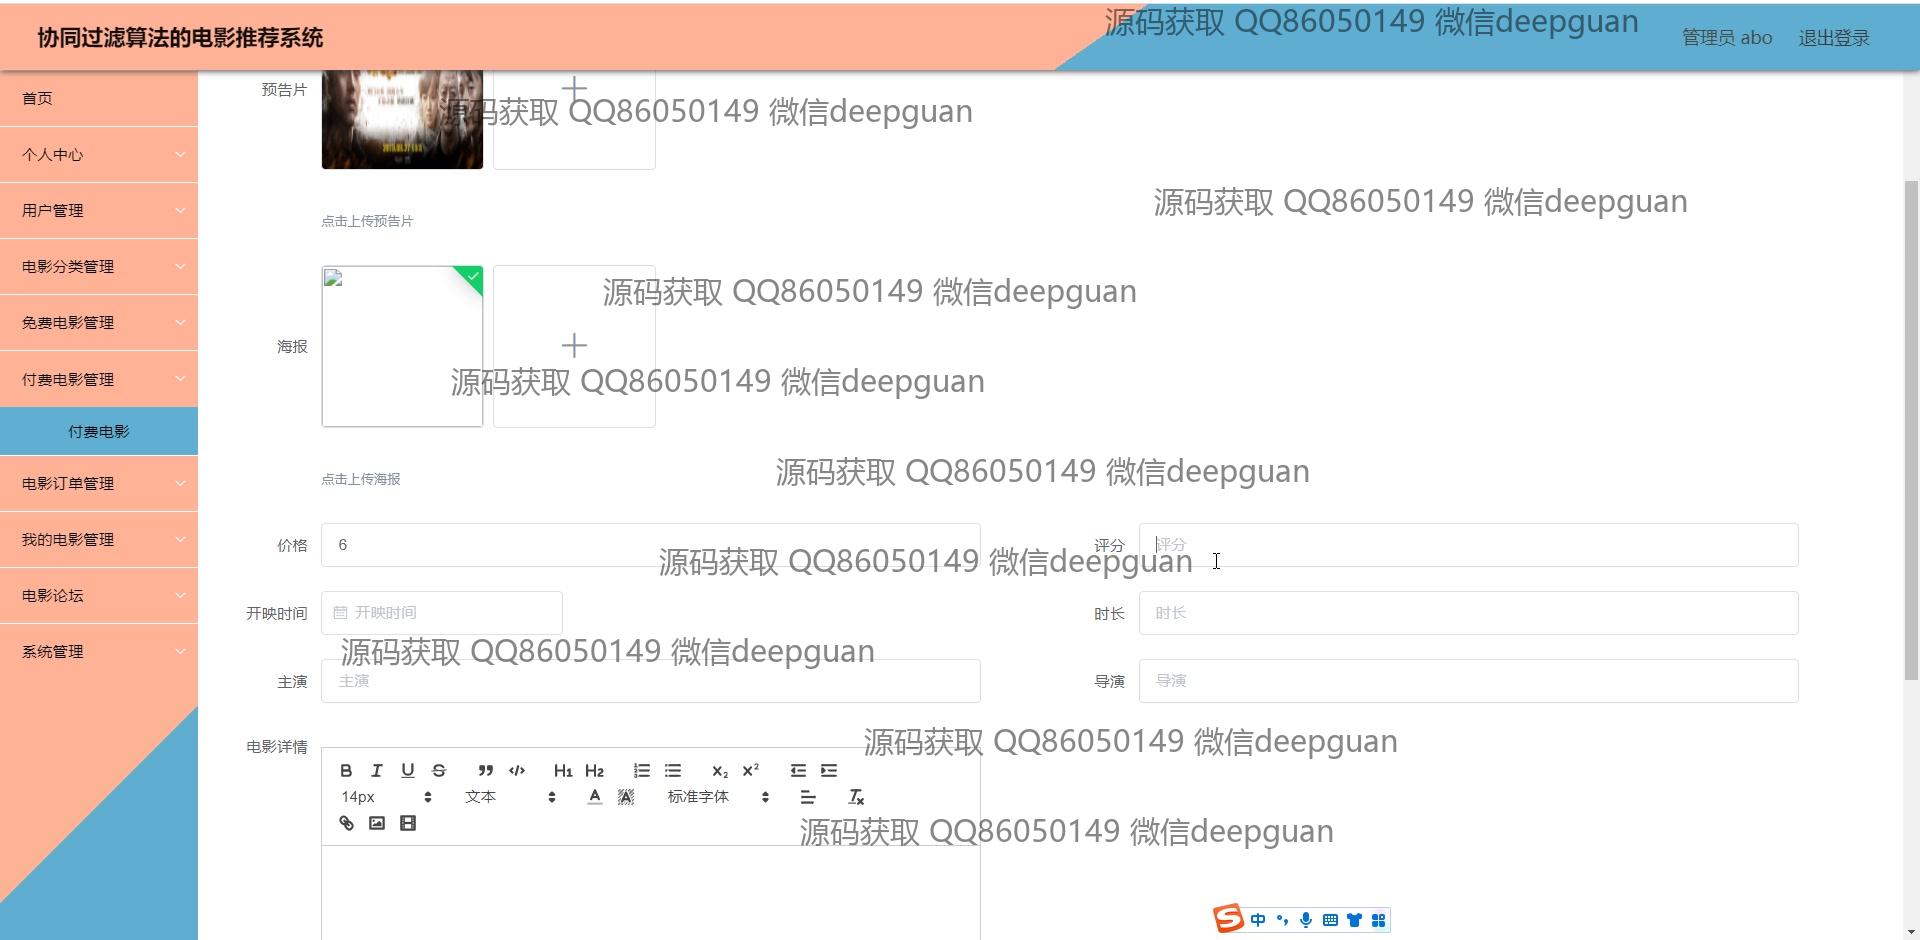 协同过滤算法的电影推荐系统
源码获取 QQ86050149 微信deepguan
管理员 abo
退出登录
首页
个人中心
用户管理
电影分类管理
免费电影管理
付费电影管理
付费电影
电影订单管理
我的电影管理
电影论坛
系统管理
预告片
源码获取 QQ86050149 微信deepguan
源码获取 QQ86050149 微信deepguan
点击上传预告片
源码获取 QQ86050149 微信deepguan
海报
源码获取 QQ86050149 微信deepguan
点击上传海报
源码获取 QQ86050149 微信deepguan
价格 6
评分 评分
源码获取 QQ86050149 微信deepguan
开映时间 开映时间
时长 时长
源码获取 QQ86050149 微信deepguan
主演 主演
导演 导演
电影详情
源码获取 QQ86050149 微信deepguan
B I U S H1 H2 X2 X2
14px 文本 A A 标准字体 Tx
源码获取 QQ86050149 微信deepguan
S 中